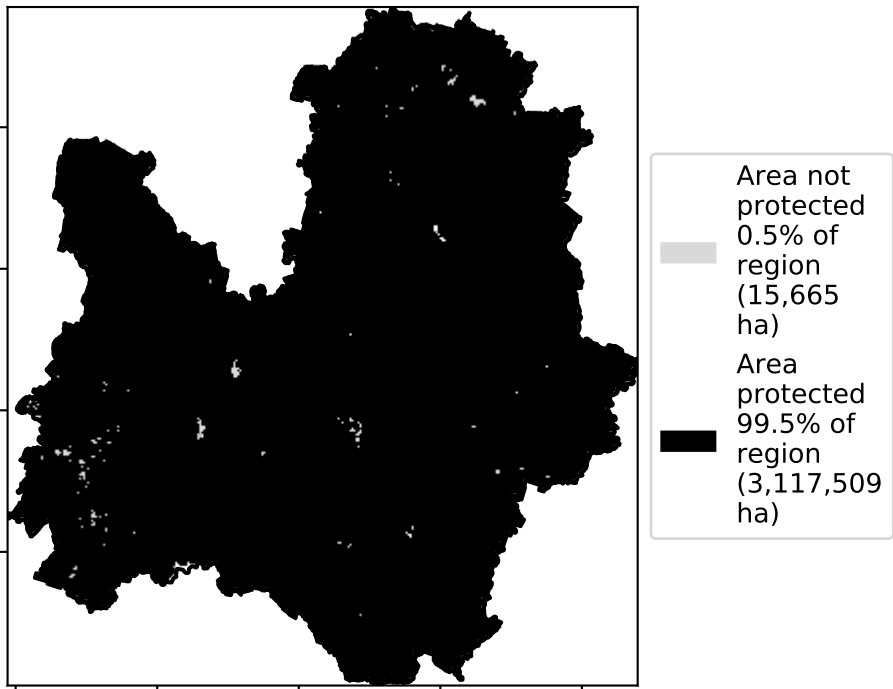 Area not
protected
0.5% of
region
(15,665
ha)
Area
protected
99.5% of
region
(3,117,509
ha)